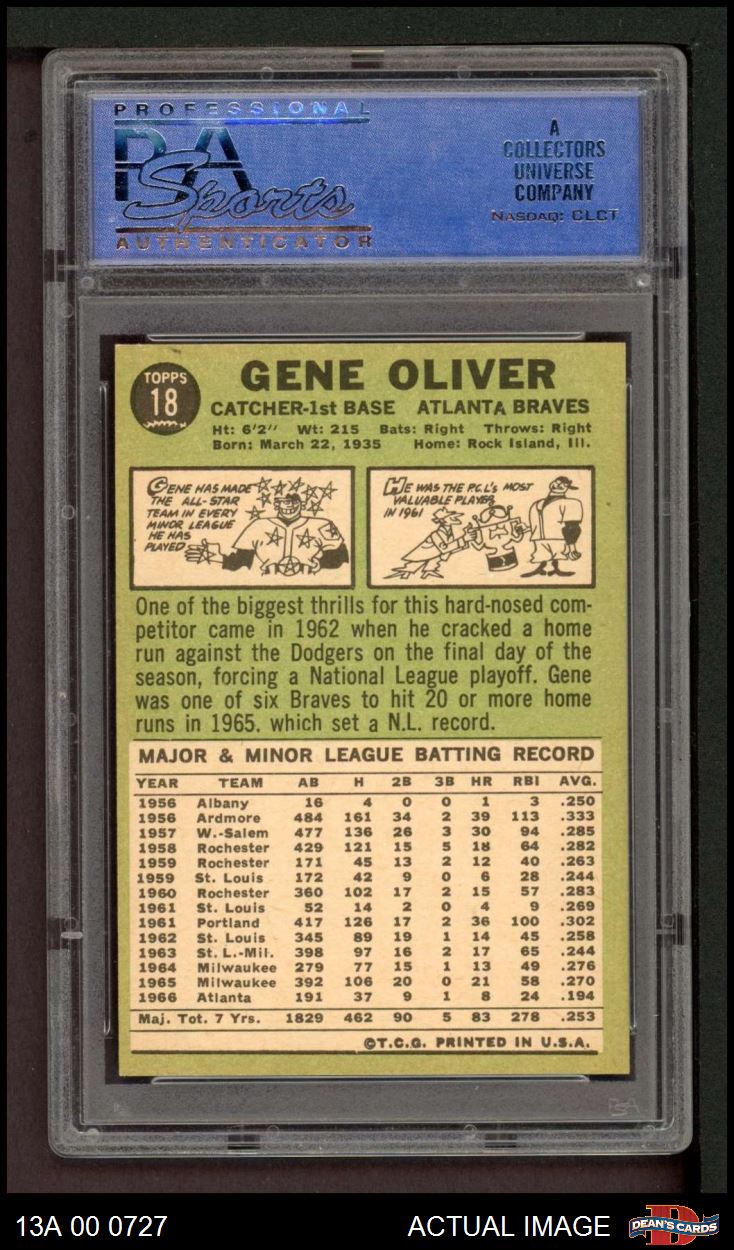 PROFESSIONAL
PSA
Sports
AUTHENTICATOR
A
COLLECTORS
UNIVERSE
COMPANY
NASDAQ: CLCT
TOPPS
18
GENE OLIVER
CATCHER-1st BASE ATLANTA BRAVES
Ht: 6'2" Wt: 215 Bats: Right Throws: Right
Born: March 22, 1935 Home: Rock Island, Ill.
GENE HAS MADE
THE ALL-STAR
TEAM IN EVERY
MINOR LEAGUE
HE HAS
PLAYED
HE WAS THE P.C.L'S MOST
VALUABLE PLAYER
IN 1961
One of the biggest thrills for this hard-nosed com-
petitor came in 1962 when he cracked a home
run against the Dodgers on the final day of the
season, forcing a National League playoff. Gene
was one of six Braves to hit 20 or more home
runs in 1965, which set a N.L. record.
MAJOR & MINOR LEAGUE BATTING RECORD
YEAR TEAM AB H 2B 3B HR RBI AVG.
1956 Albany 16 4 0 0 1 3 .250
1956 Ardmore 484 161 34 2 39 113 .333
1957 W.-Salem 477 136 26 3 30 94 .285
1958 Rochester 429 121 15 5 18 64 .282
1959 Rochester 171 45 13 2 12 40 .263
1959 St. Louis 172 42 9 0 6 28 .244
1960 Rochester 360 102 17 2 15 57 .283
1961 St. Louis 52 14 2 0 4 9 .269
1961 Portland 417 126 17 2 36 100 .302
1962 St. Louis 345 89 19 1 14 45 .258
1963 St. L.-Mil. 398 97 16 2 17 65 .244
1964 Milwaukee 279 77 15 1 13 49 .276
1965 Milwaukee 392 106 20 0 21 58 .270
1966 Atlanta 191 37 9 1 8 24 .194
Maj. Tot. 7 Yrs. 1829 462 90 5 83 278 .253
©T.C.G. PRINTED IN U.S.A.
PSA
13A 00 0727
ACTUAL IMAGE
DEAN'S CARDS